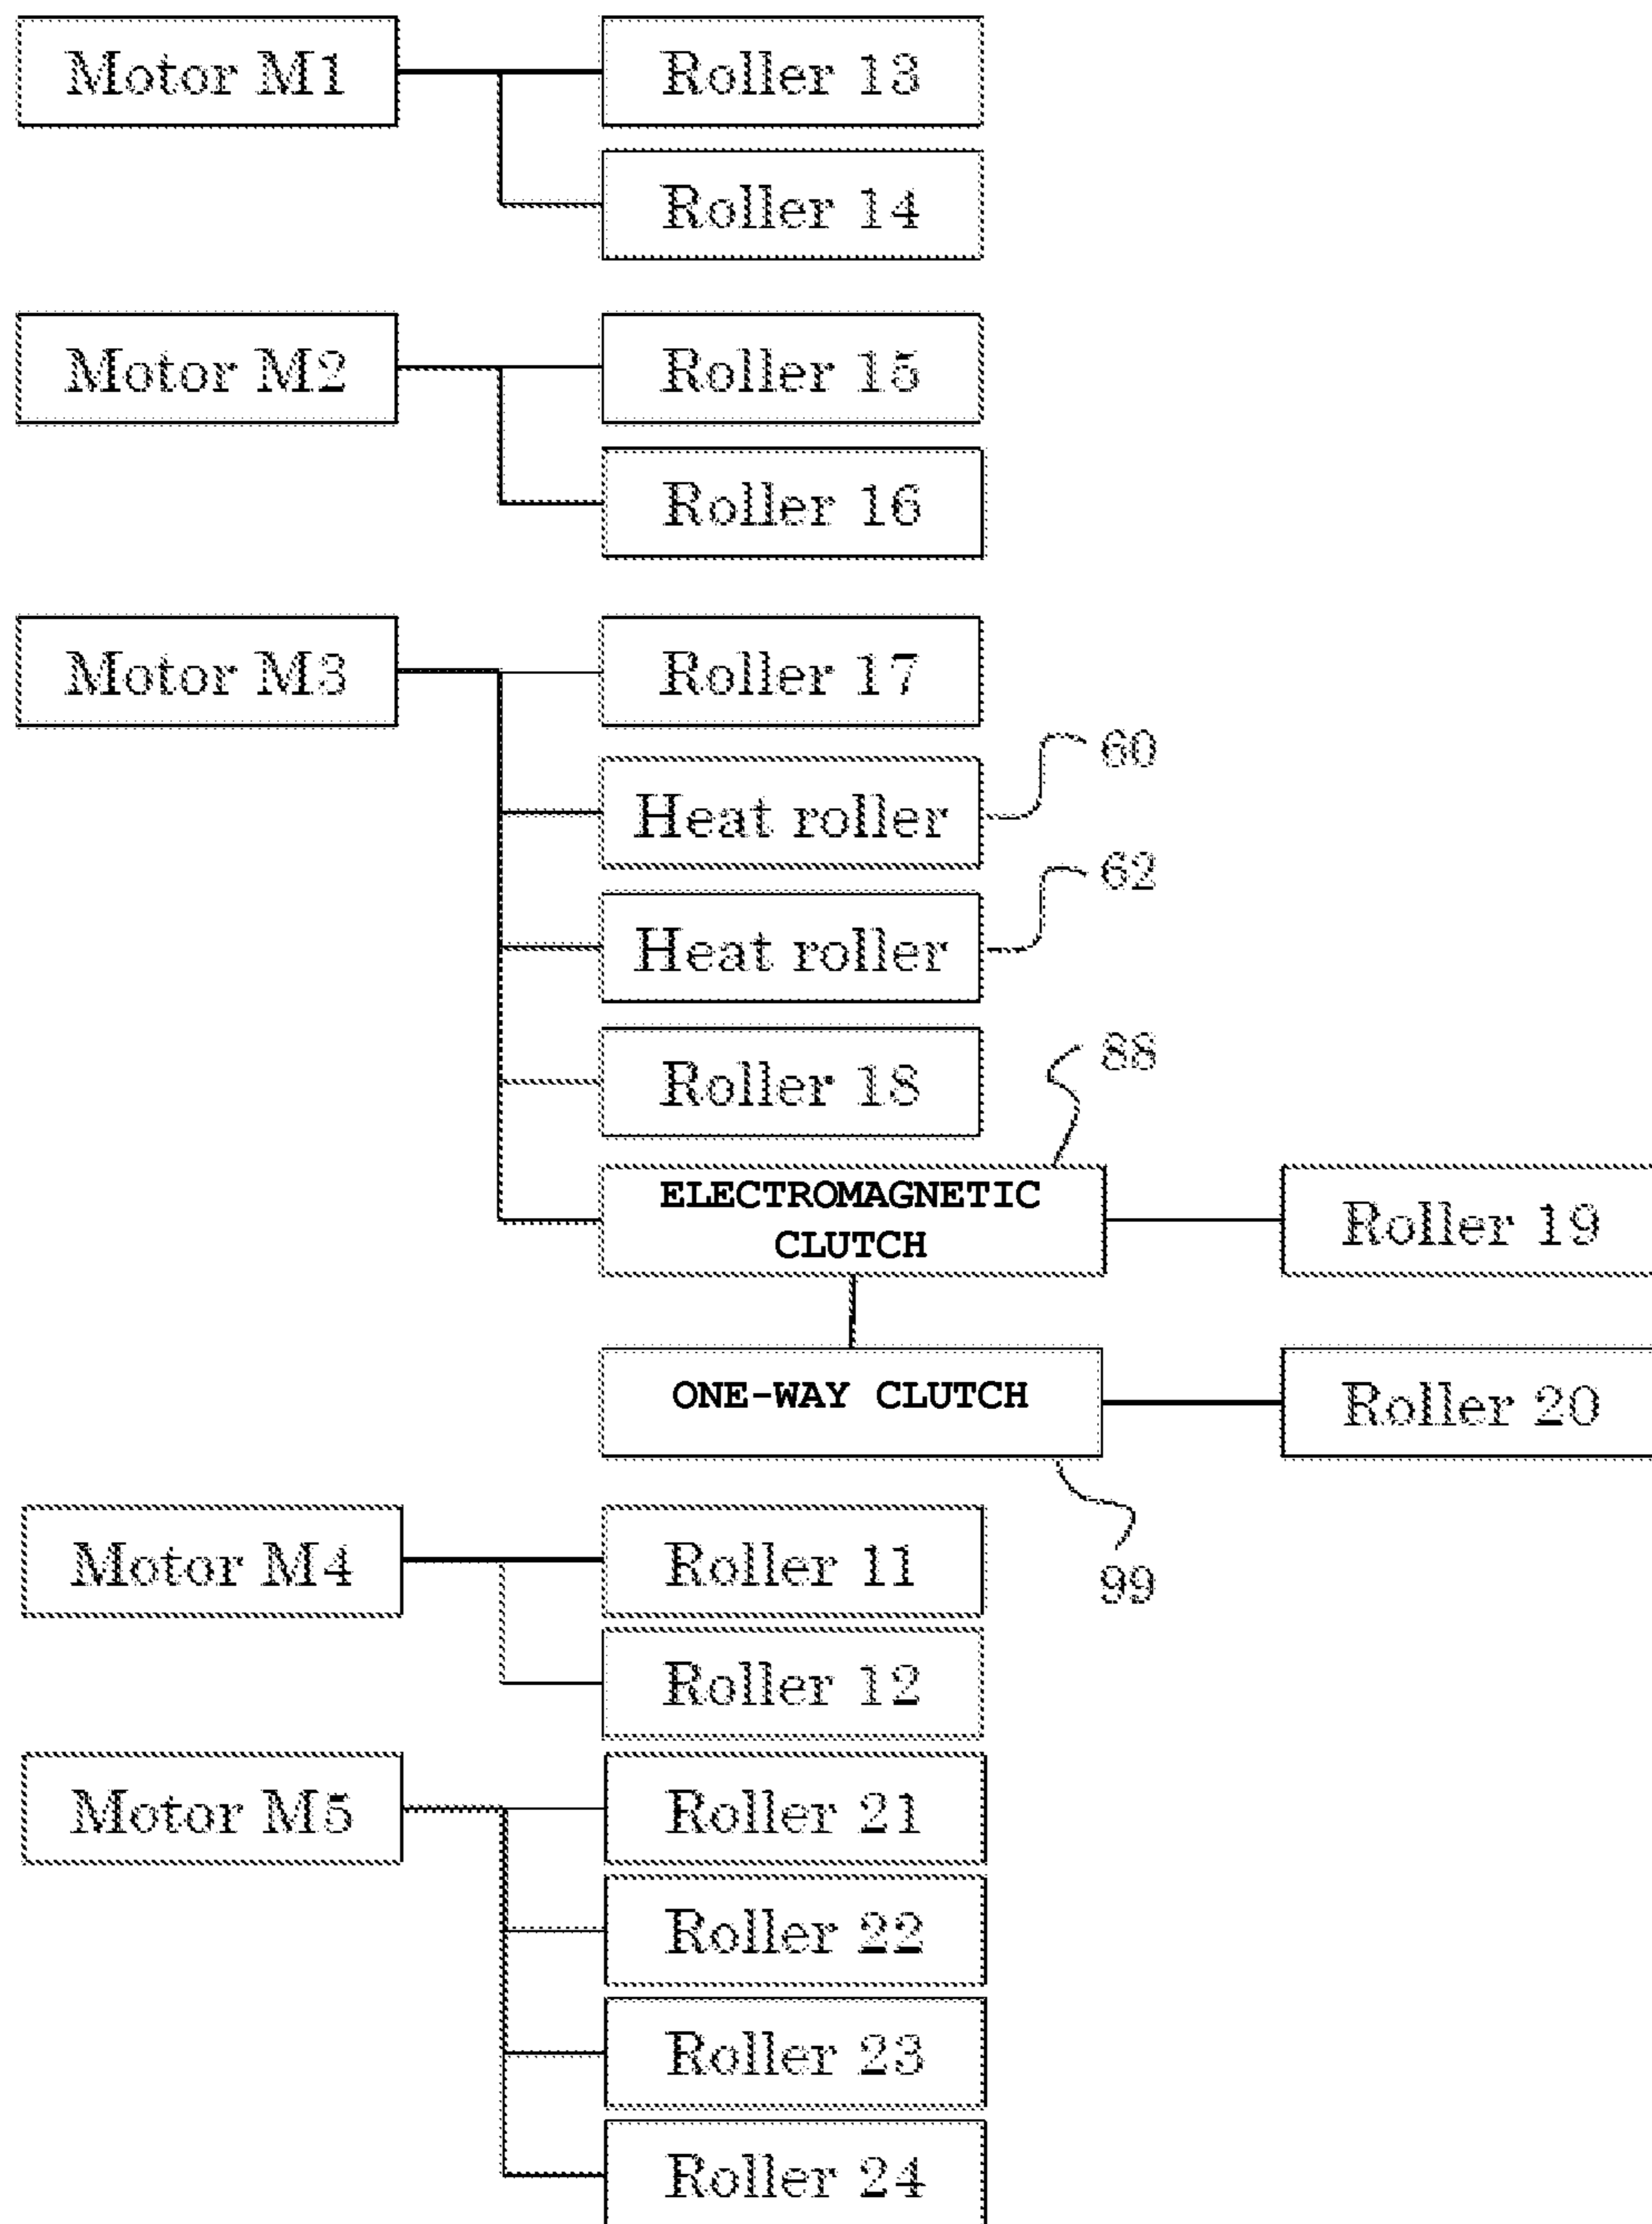 Motor M1
Roller 13
Roller 14
Motor M2
Roller 15
Roller 16
Motor M3
Roller 17
60
Heat roller
62
Heat roller
88
Roller 18
ELECTROMAGNETIC
CLUTCH
Roller 19
ONE-WAY CLUTCH
Roller 20
99
Motor M4
Roller 11
Roller 12
Motor M5
Roller 21
Roller 22
Roller 23
Roller 24